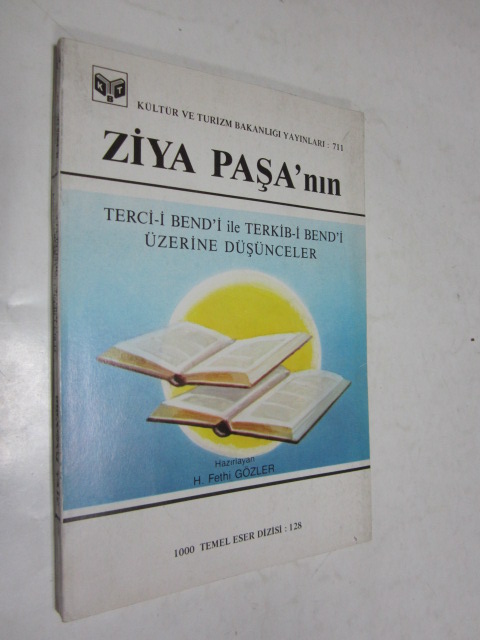 K T
B
KÜLTÜR VE TURİZM BAKANLIĞI YAYINLARI : 711
ZİYA PAŞA'nın
TERCİ-İ BEND'İ ile TERKİB-İ BEND'İ
ÜZERİNE DÜŞÜNCELER
Hazırlayan
H. Fethi GÖZLER
1000 TEMEL ESER DİZİSİ : 128